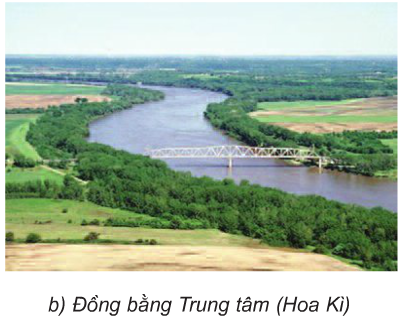 b) Đồng bằng Trung tâm (Hoa Kì)